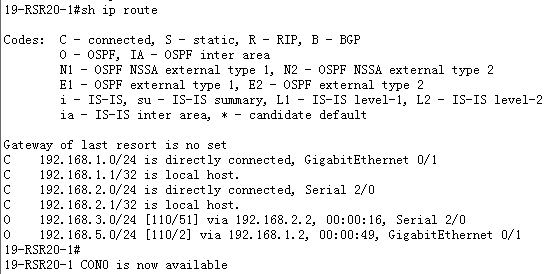 19-RSR20-1#sh ip route
Codes: C - connected, S - static, R - RIP, B - BGP
O - OSPF, IA - OSPF inter area
N1 - OSPF NSSA external type 1, N2 - OSPF NSSA external type 2
E1 - OSPF external type 1, E2 - OSPF external type 2
i - IS-IS, su - IS-IS summary, L1 - IS-IS level-1, L2 - IS-IS level-2
ia - IS-IS inter area, * - candidate default
Gateway of last resort is no set
C 192.168.1.0/24 is directly connected, GigabitEthernet 0/1
C 192.168.1.1/32 is local host.
C 192.168.2.0/24 is directly connected, Serial 2/0
C 192.168.2.1/32 is local host.
O 192.168.3.0/24 [110/51] via 192.168.2.2, 00:00:16, Serial 2/0
O 192.168.5.0/24 [110/2] via 192.168.1.2, 00:00:49, GigabitEthernet 0/1
19-RSR20-1#
19-RSR20-1 CON0 is now available